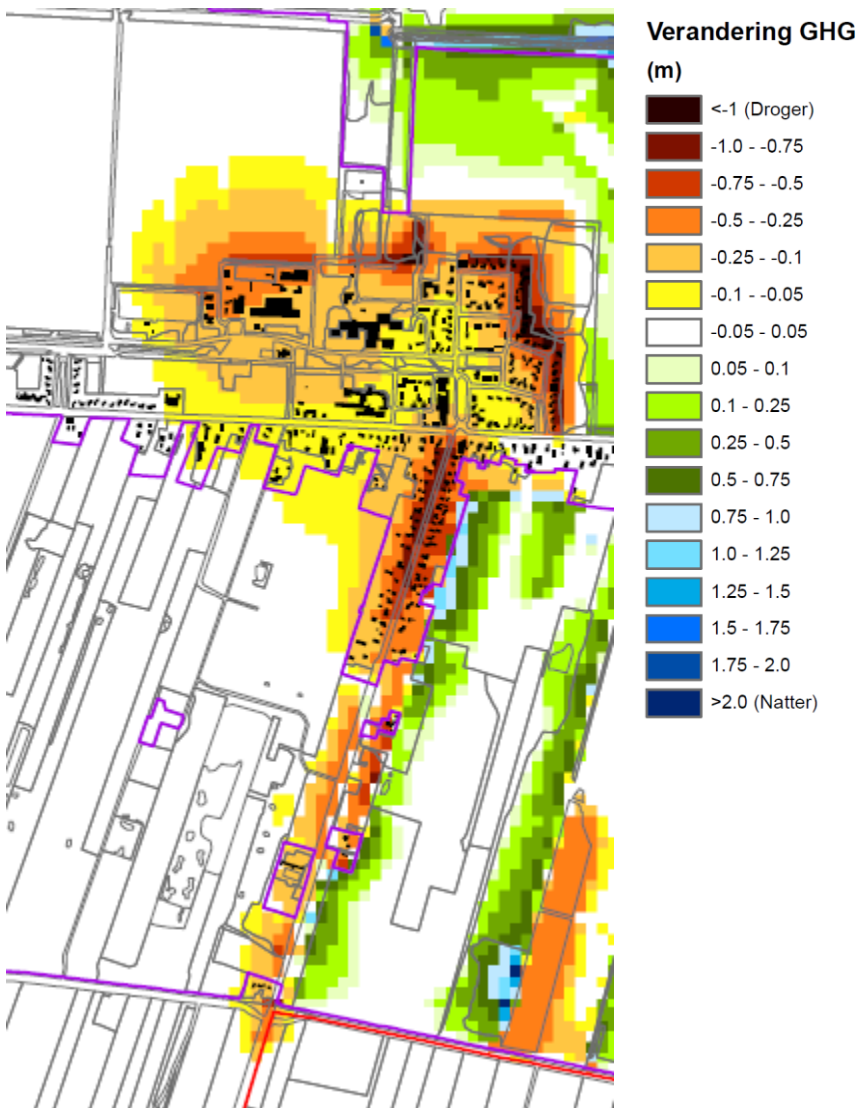 Verandering GHG
(m)
<-1 (Droger)
-1.0 - -0.75
-0.75 - -0.5
-0.5 - -0.25
-0.25 - -0.1
-0.1 - -0.05
-0.05 - 0.05
0.05 - 0.1
0.1 - 0.25
0.25 - 0.5
0.5 - 0.75
0.75 - 1.0
1.0 - 1.25
1.25 - 1.5
1.5 - 1.75
1.75 - 2.0
>2.0 (Natter)